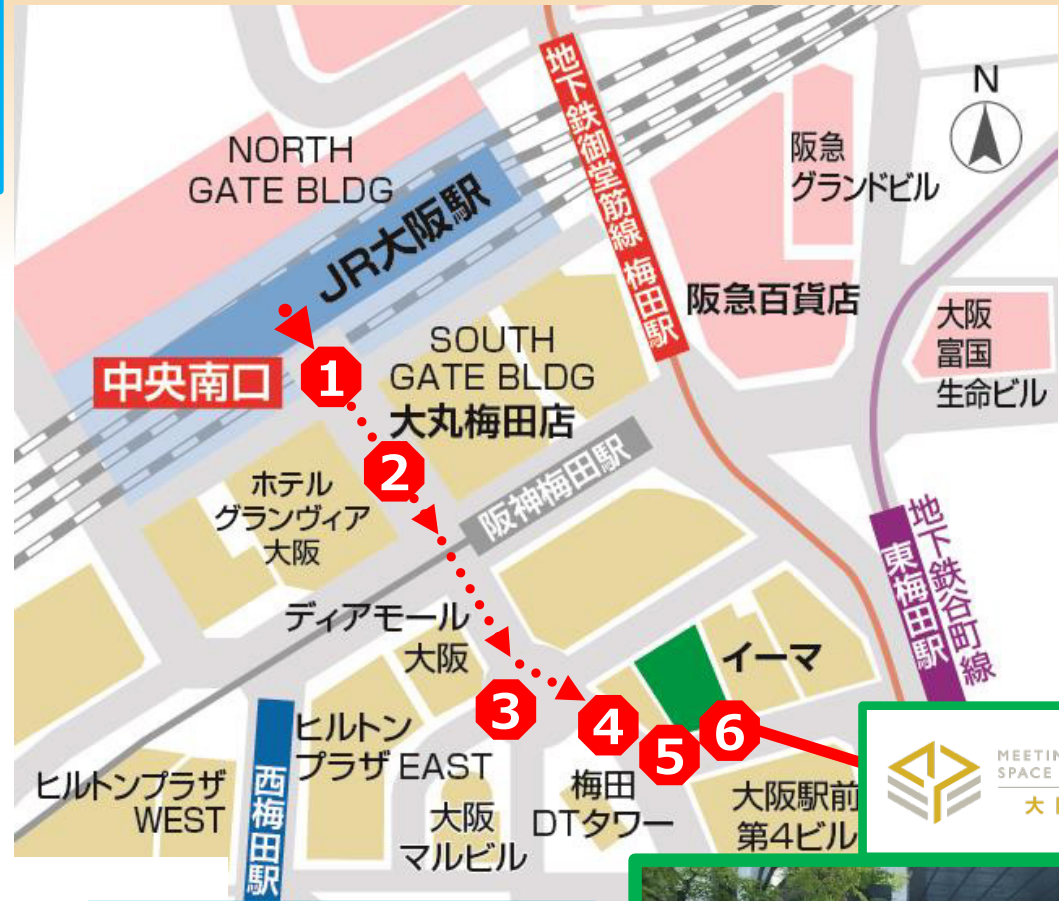 NORTH
GATE BLDG
JR大阪駅
地下鉄御堂筋線 梅田駅
阪急
グランドビル
N
阪急百貨店
大阪
富国
生命ビル
中央南口
1
SOUTH
GATE BLDG
大丸梅田店
2
ホテル
グランヴィア
大阪
阪神梅田駅
地下鉄谷町線
東梅田駅
ディアモール
大阪
イーマ
3
4
5
6
ヒルトン
プラザ EAST
ヒルトンプラザ
WEST
西梅田駅
大阪
マルビル
梅田
DTタワー
大阪駅前
第4ビル
SPACE
大